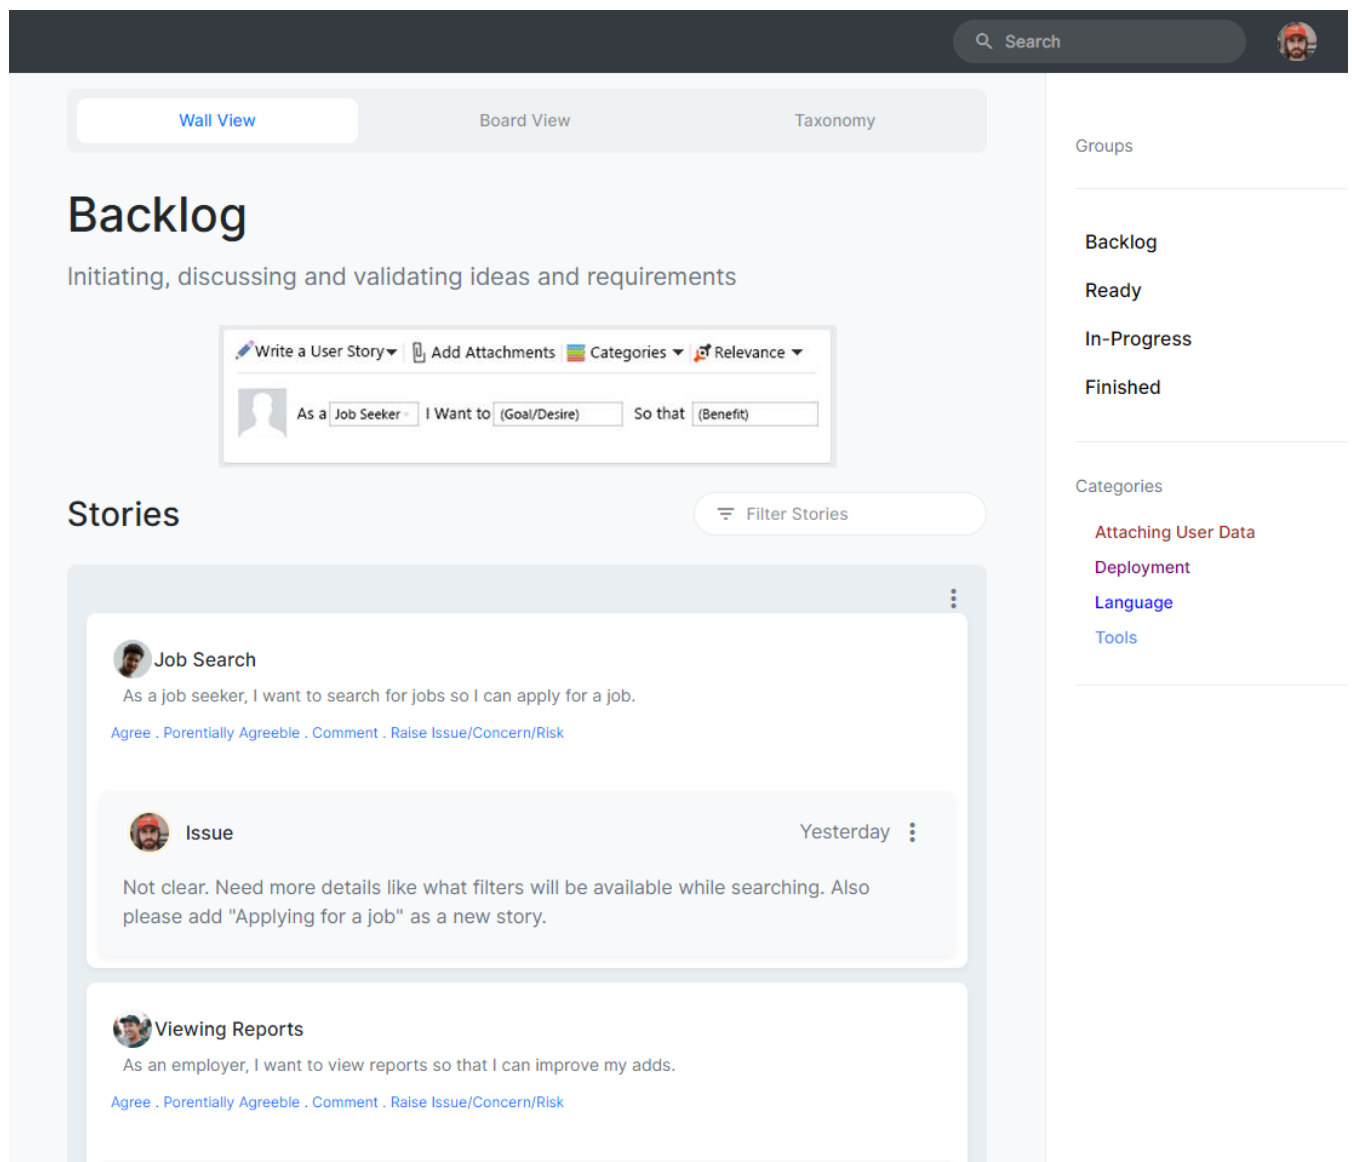 Search
Wall View
Board View
Taxonomy
Backlog
Initiating, discussing and validating ideas and requirements
Write a User Story Add Attachments Categories Relevance
As a Job Seeker I Want to (Goal/Desire) So that (Benefit)
Stories
Filter Stories
Job Search
As a job seeker, I want to search for jobs so I can apply for a job.
Agree . Porentially Agreeble . Comment . Raise Issue/Concern/Risk
Issue
Yesterday
Not clear. Need more details like what filters will be available while searching. Also
please add "Applying for a job" as a new story.
Viewing Reports
As an employer, I want to view reports so that I can improve my adds.
Agree . Porentially Agreeble . Comment . Raise Issue/Concern/Risk
Groups
Backlog
Ready
In-Progress
Finished
Categories
Attaching User Data
Deployment
Language
Tools